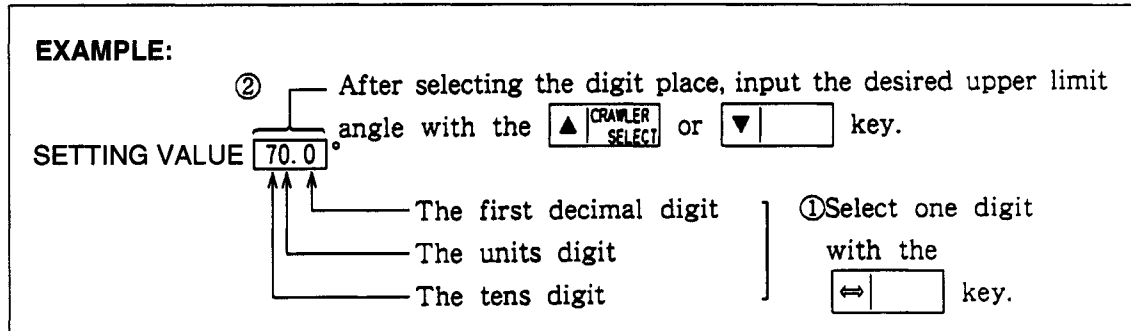 EXAMPLE:
② After selecting the digit place, input the desired upper limit
angle with the ▲ CRAWLER SELECT or ▼ key.
SETTING VALUE 70.0°
The first decimal digit
The units digit
The tens digit
①Select one digit
with the
⇔ key.